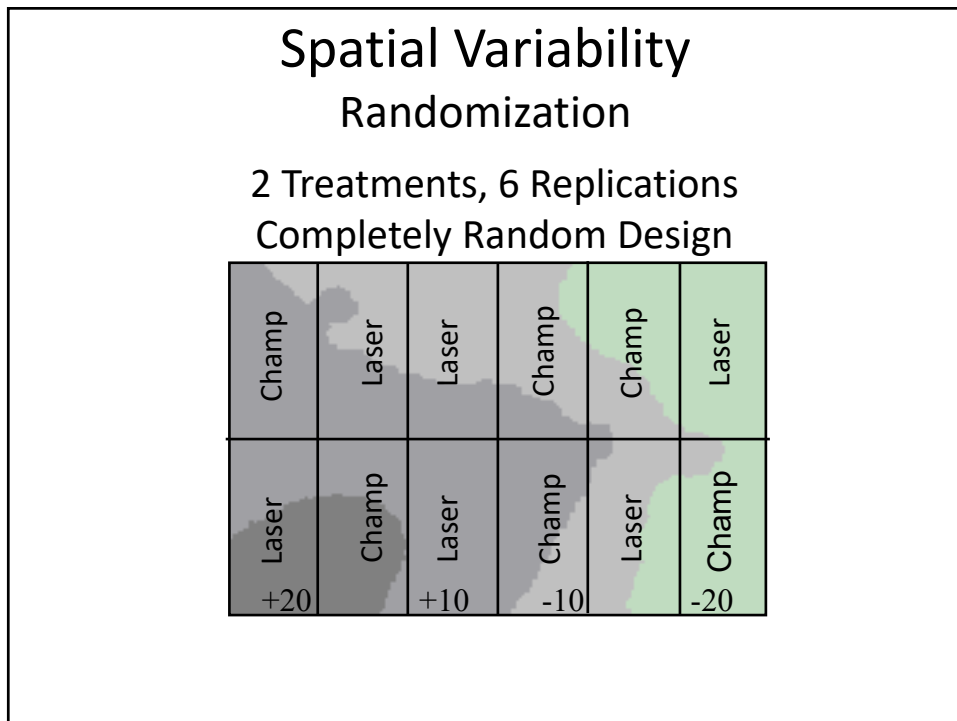 Spatial Variability
Randomization
2 Treatments, 6 Replications
Completely Random Design
Champ
Laser
Laser
Champ
Champ
Laser
Laser
Champ
Laser
Champ
Laser
Champ
+20
+10
-10
-20